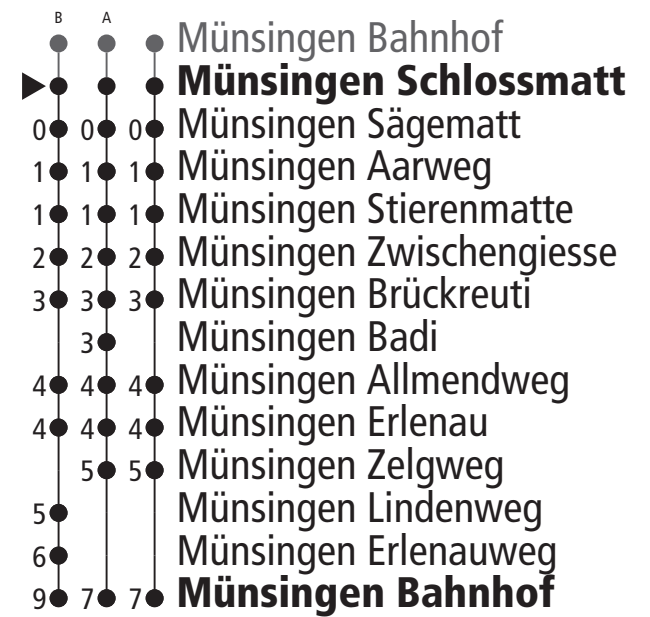 B A
Münsingen Bahnhof
Münsingen Schlossmatt
0 0 0 Münsingen Sägematt
1 1 1 Münsingen Aarweg
1 1 1 Münsingen Stierenmatte
2 2 2 Münsingen Zwischengiesse
3 3 3 Münsingen Brückreuti
3 Münsingen Badi
4 4 4 Münsingen Allmendweg
4 4 4 Münsingen Erlenau
5 5 Münsingen Zelgweg
5 Münsingen Lindenweg
6 Münsingen Erlenauweg
9 7 7 Münsingen Bahnhof